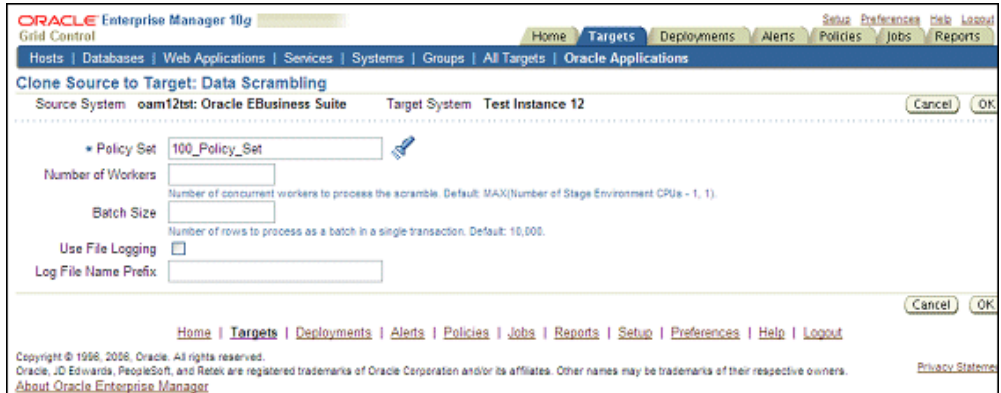 ORACLE Enterprise Manager 10g
Grid Control
Setup Preferences Help Logout
Home Targets Deployments Alerts Policies Jobs Reports
Hosts | Databases | Web Applications | Services | Systems | Groups | All Targets | Oracle Applications
Clone Source to Target: Data Scrambling
Source System oam12tst: Oracle EBusiness Suite Target System Test Instance 12 Cancel OK
* Policy Set 100_Policy_Set
Number of Workers
Number of concurrent workers to process the scramble. Default: MAX(Number of Stage Environment CPUs - 1, 1).
Batch Size
Number of rows to process as a batch in a single transaction. Default: 10,000.
Use File Logging
Log File Name Prefix
Cancel OK
Home | Targets | Deployments | Alerts | Policies | Jobs | Reports | Setup | Preferences | Help | Logout
Copyright © 1996, 2006, Oracle. All rights reserved.
Oracle, JD Edwards, PeopleSoft, and Retek are registered trademarks of Oracle Corporation and/or its affiliates. Other names may be trademarks of their respective owners. Privacy Stateme
About Oracle Enterprise Manager